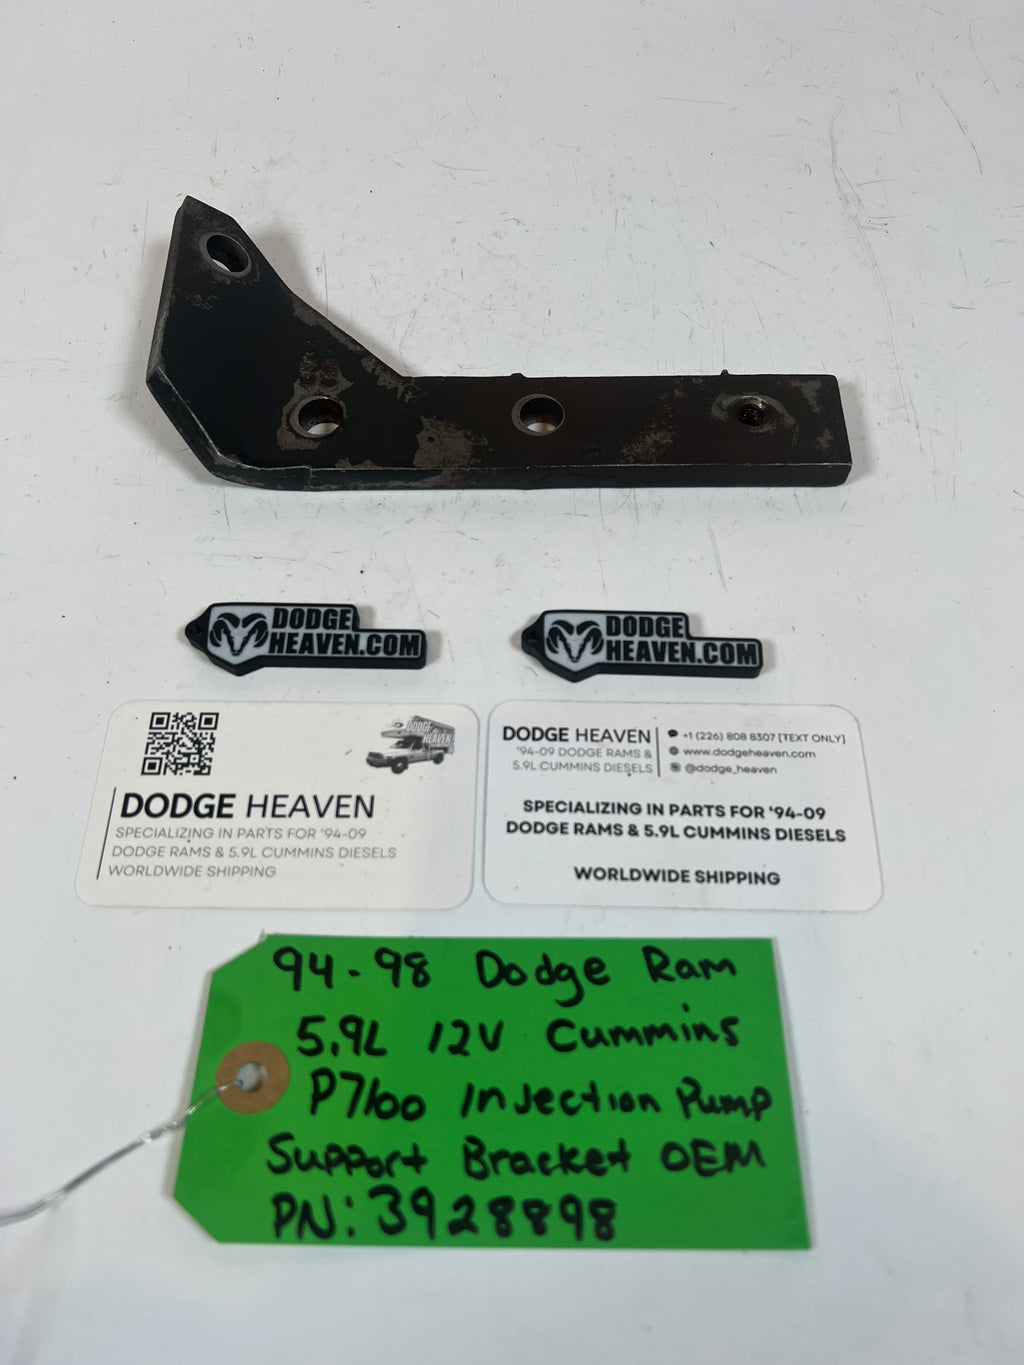 DODGE
HEAVEN.COM
DODGE
HEAVEN.COM
DODGE
HEAVEN
DODGE HEAVEN
SPECIALIZING IN PARTS FOR '94-09
DODGE RAMS & 5.9L CUMMINS DIESELS
WORLDWIDE SHIPPING
DODGE HEAVEN
'94-09 DODGE RAMS &
5.9L CUMMINS DIESELS
+1 (226) 808 8307 [TEXT ONLY]
www.dodgeheaven.com
@dodge_heaven
SPECIALIZING IN PARTS FOR '94-09
DODGE RAMS & 5.9L CUMMINS DIESELS
WORLDWIDE SHIPPING
94-98 Dodge Ram
5.9L 12V Cummins
P7100 Injection Pump
Support Bracket OEM
PN: 3928898